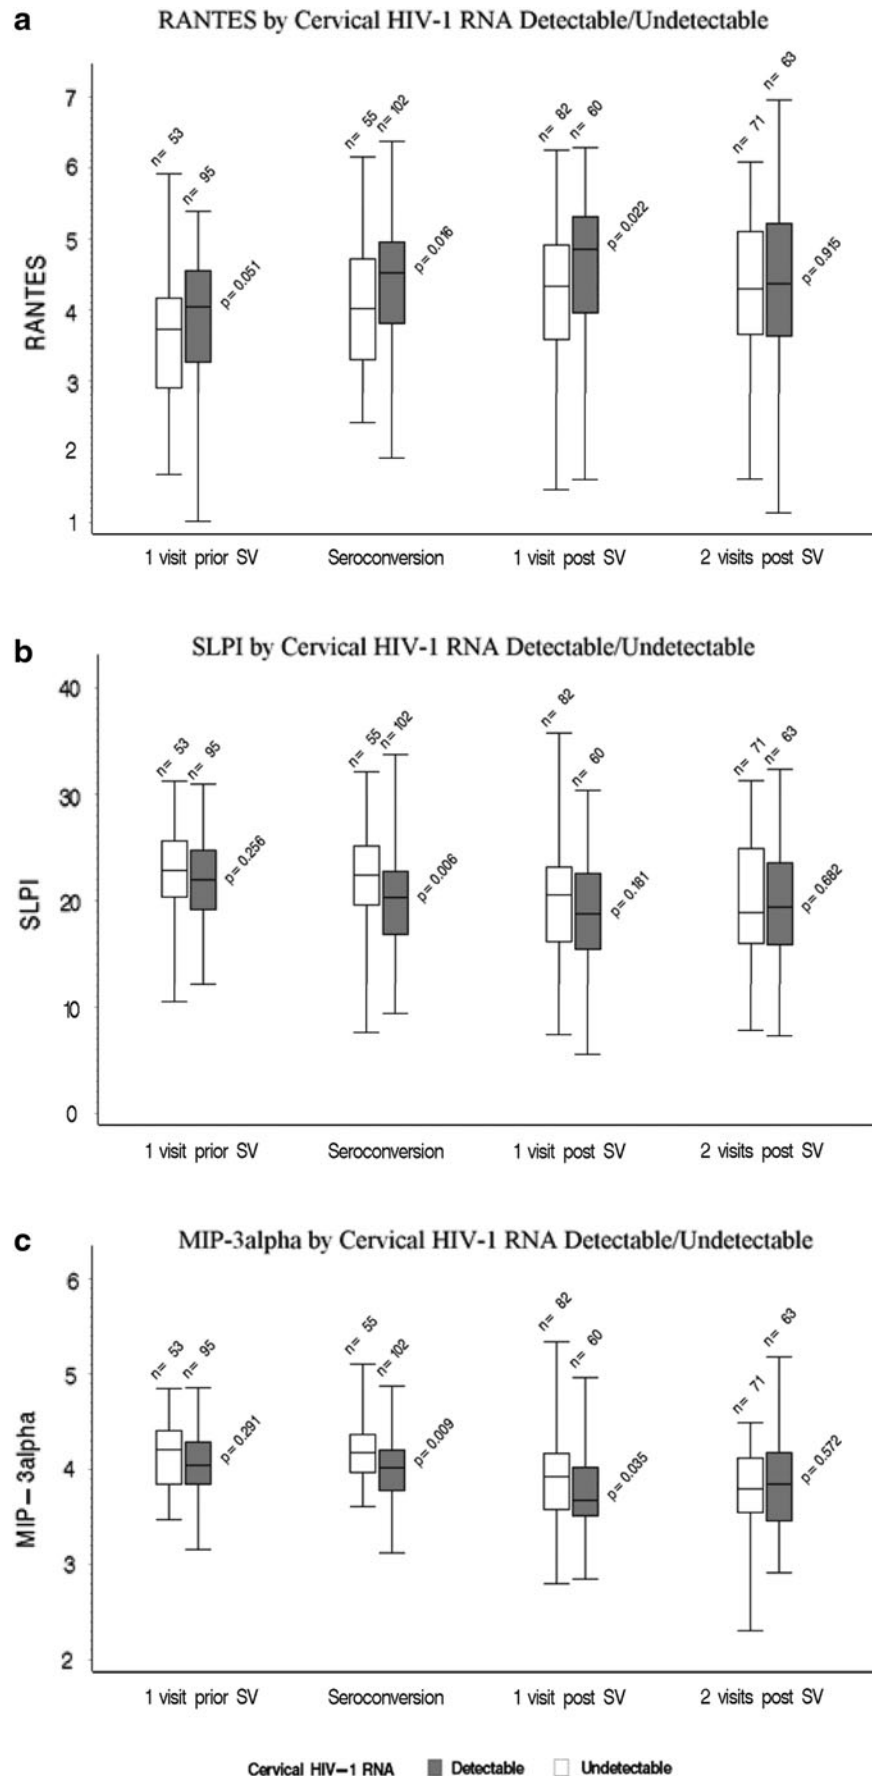 a
RANTES by Cervical HIV-1 RNA Detectable/Undetectable
RANTES
7
6
5
4
3
2
1
n= 53
n= 95
p= 0.051
n= 55
n= 102
p= 0.016
n= 82
n= 60
p= 0.022
n= 71
n= 63
p= 0.915
1 visit prior SV Seroconversion 1 visit post SV 2 visits post SV
b
SLPI by Cervical HIV-1 RNA Detectable/Undetectable
SLPI
40
30
20
10
0
n= 53
n= 95
p= 0.256
n= 55
n= 102
p= 0.006
n= 82
n= 60
p= 0.181
n= 71
n= 63
p= 0.682
1 visit prior SV Seroconversion 1 visit post SV 2 visits post SV
c
MIP-3alpha by Cervical HIV-1 RNA Detectable/Undetectable
MIP-3alpha
6
5
4
3
2
n= 53
n= 95
p= 0.291
n= 55
n= 102
p= 0.009
n= 82
n= 60
p= 0.035
n= 71
n= 63
p= 0.572
1 visit prior SV Seroconversion 1 visit post SV 2 visits post SV
Cervical HIV-1 RNA Detectable Undetectable